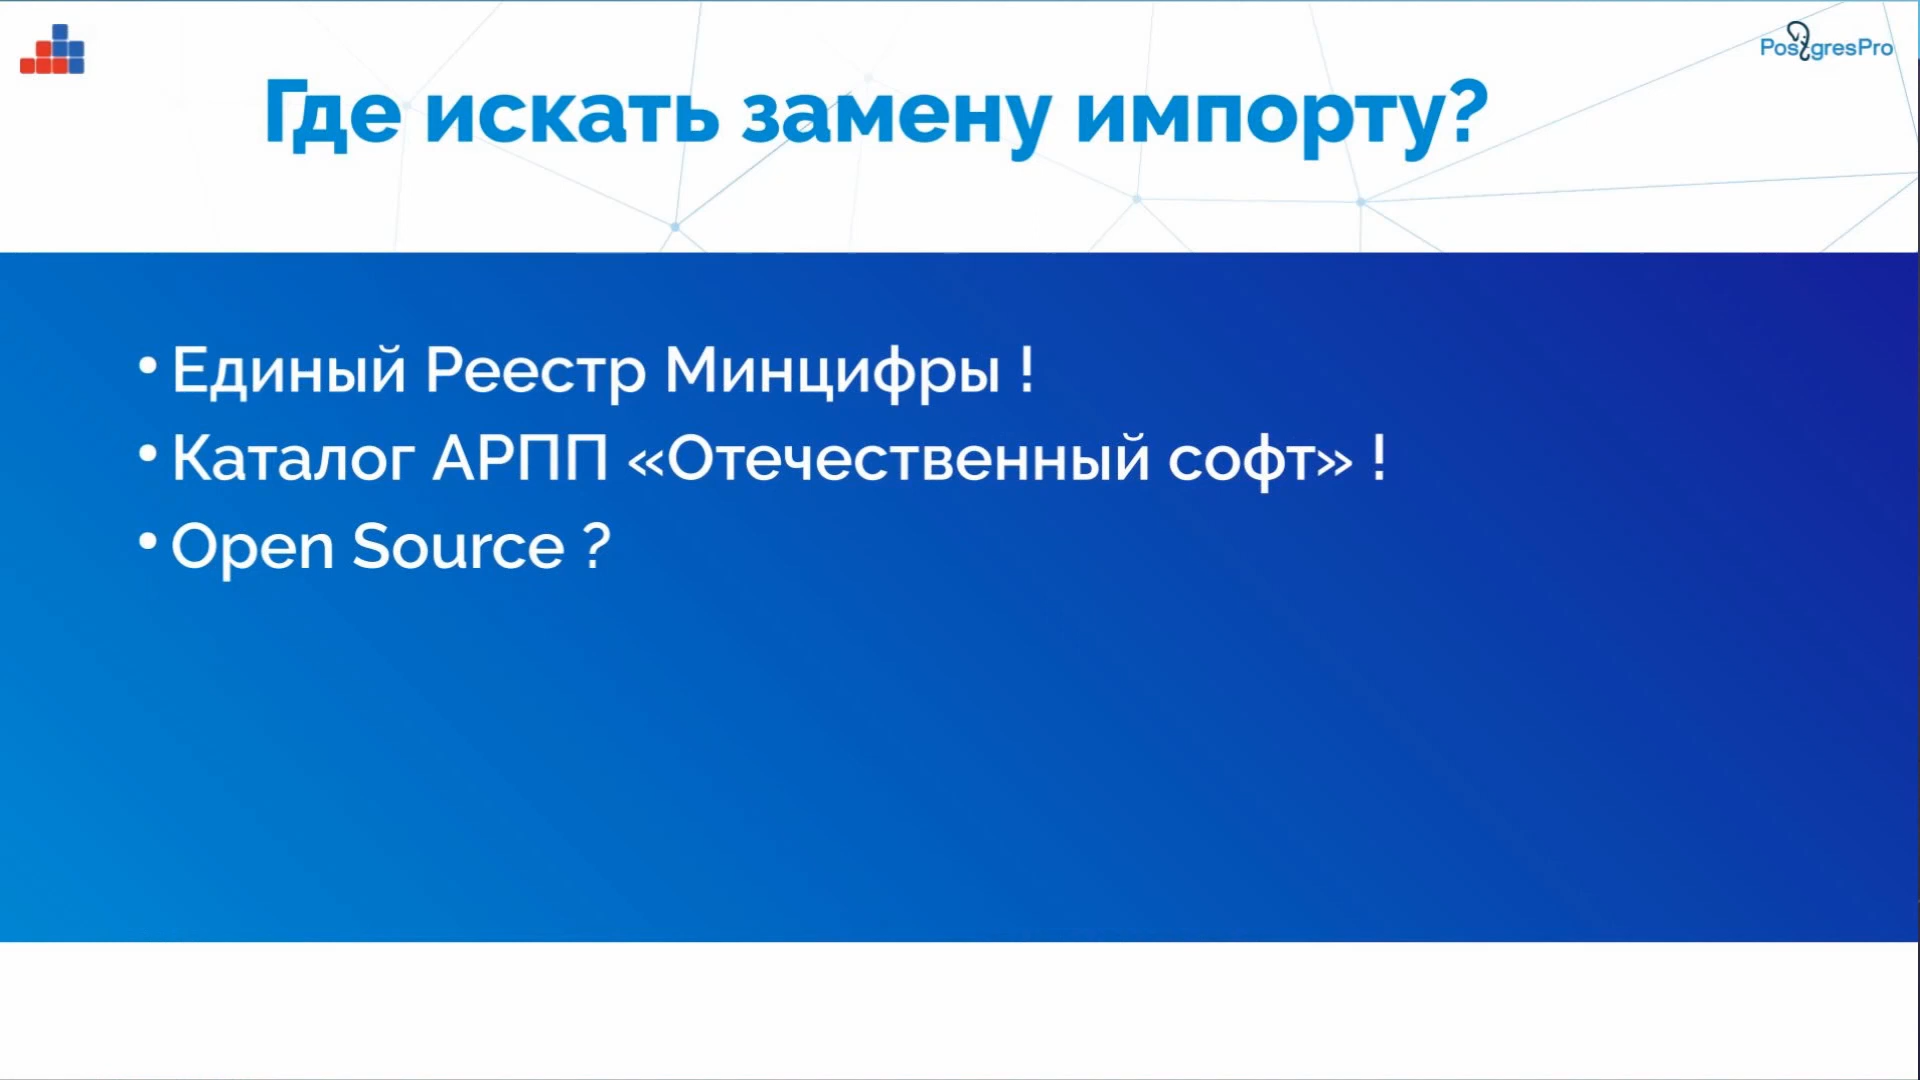 PostgresPro
Где искать замену импорту?
• Единый Реестр Минцифры !
• Каталог АРПП «Отечественный софт» !
• Open Source ?